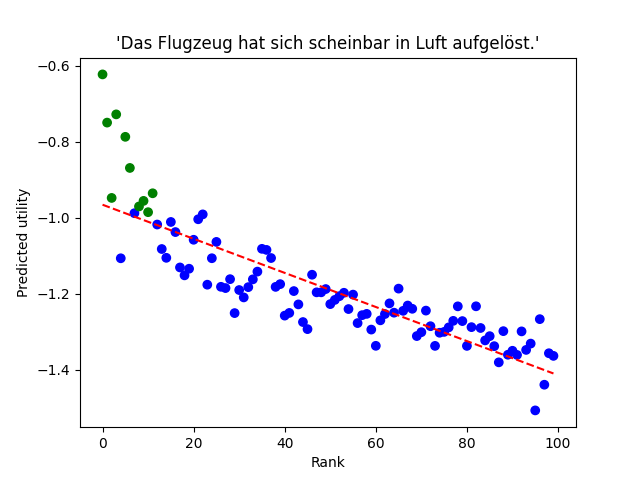 'Das Flugzeug hat sich scheinbar in Luft aufgelöst.'
Predicted utility
−0.6
−0.8
−1.0
−1.2
−1.4
0 20 40 60 80 100
Rank